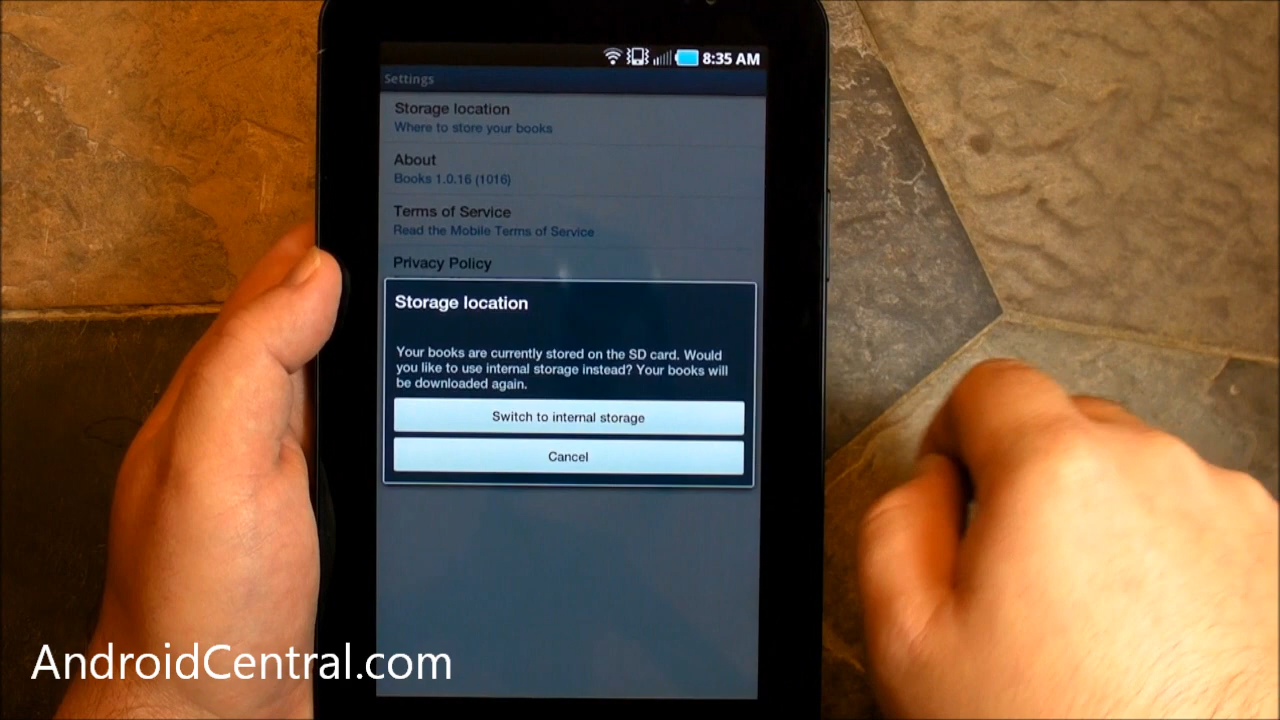 8:35 AM
Settings
Storage location
Where to store your books
About
Books 1.0.16 (1016)
Terms of Service
Read the Mobile Terms of Service
Privacy Policy
Storage location
Your books are currently stored on the SD card. Would
you like to use internal storage instead? Your books will
be downloaded again.
Switch to internal storage
Cancel
AndroidCentral.com